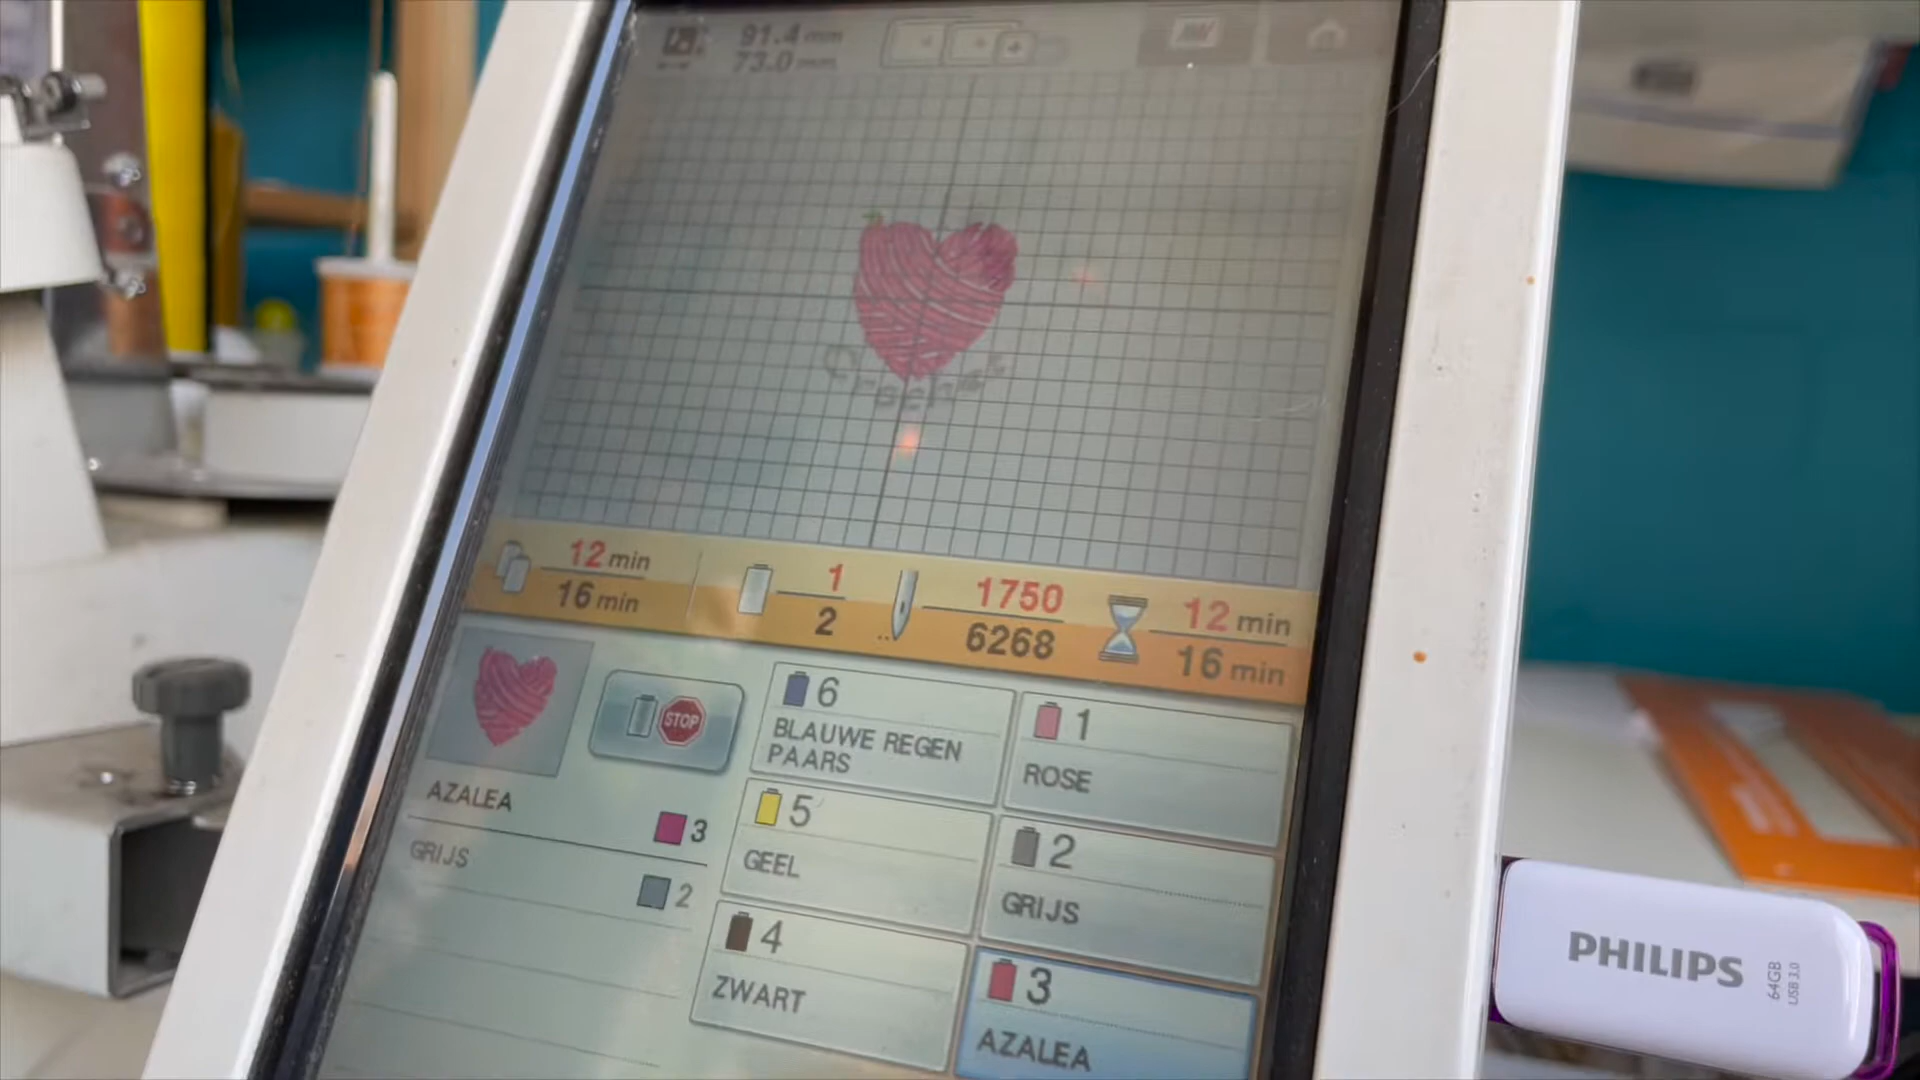 91.4 mm
73.0 mm
Crochet
12 min
16 min
1
2
1750
6268
12 min
16 min
STOP
AZALEA
3
GRIJS
2
6
BLAUWE REGEN
PAARS
1
ROSE
5
GEEL
2
GRIJS
4
ZWART
3
AZALEA
PHILIPS
64GB
USB 3.0